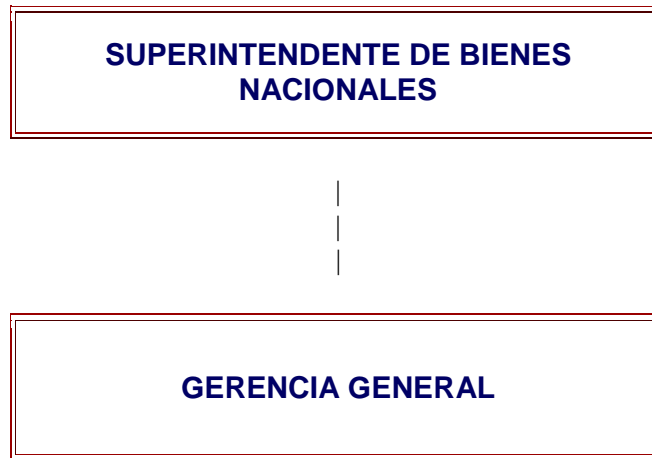 SUPERINTENDENTE DE BIENES
NACIONALES
|
|
|
GERENCIA GENERAL